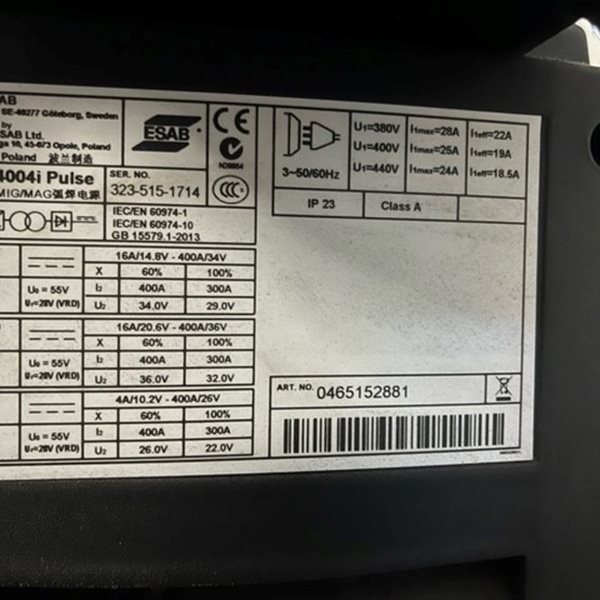 AB
SE-40277 Göteborg, Sweden
by
SAB Ltd.
ga 10, 45-073 Opole, Poland
Poland 波兰制造
ESAB
CE
N09954
CCC
4004i Pulse
MIG/MAG弧焊电源
SER. NO.
323-515-1714
IEC/EN 60974-1
IEC/EN 60974-10
GB 15579.1-2013
16A/14.8V - 400A/34V
X 60% 100%
U₀ = 55V I₂ 400A 300A
Uᵣ=28V (VRD) U₂ 34.0V 29.0V
16A/20.6V - 400A/36V
X 60% 100%
U₀ = 55V I₂ 400A 300A
Uᵣ=28V (VRD) U₂ 36.0V 32.0V
4A/10.2V - 400A/26V
X 60% 100%
U₀ = 55V I₂ 400A 300A
Uᵣ=28V (VRD) U₂ 26.0V 22.0V
3~50/60Hz
U₁=380V I₁max=28A I₁eff=22A
U₁=400V I₁max=25A I₁eff=19A
U₁=440V I₁max=24A I₁eff=18.5A
IP 23 Class A
ART. NO. 0465152881